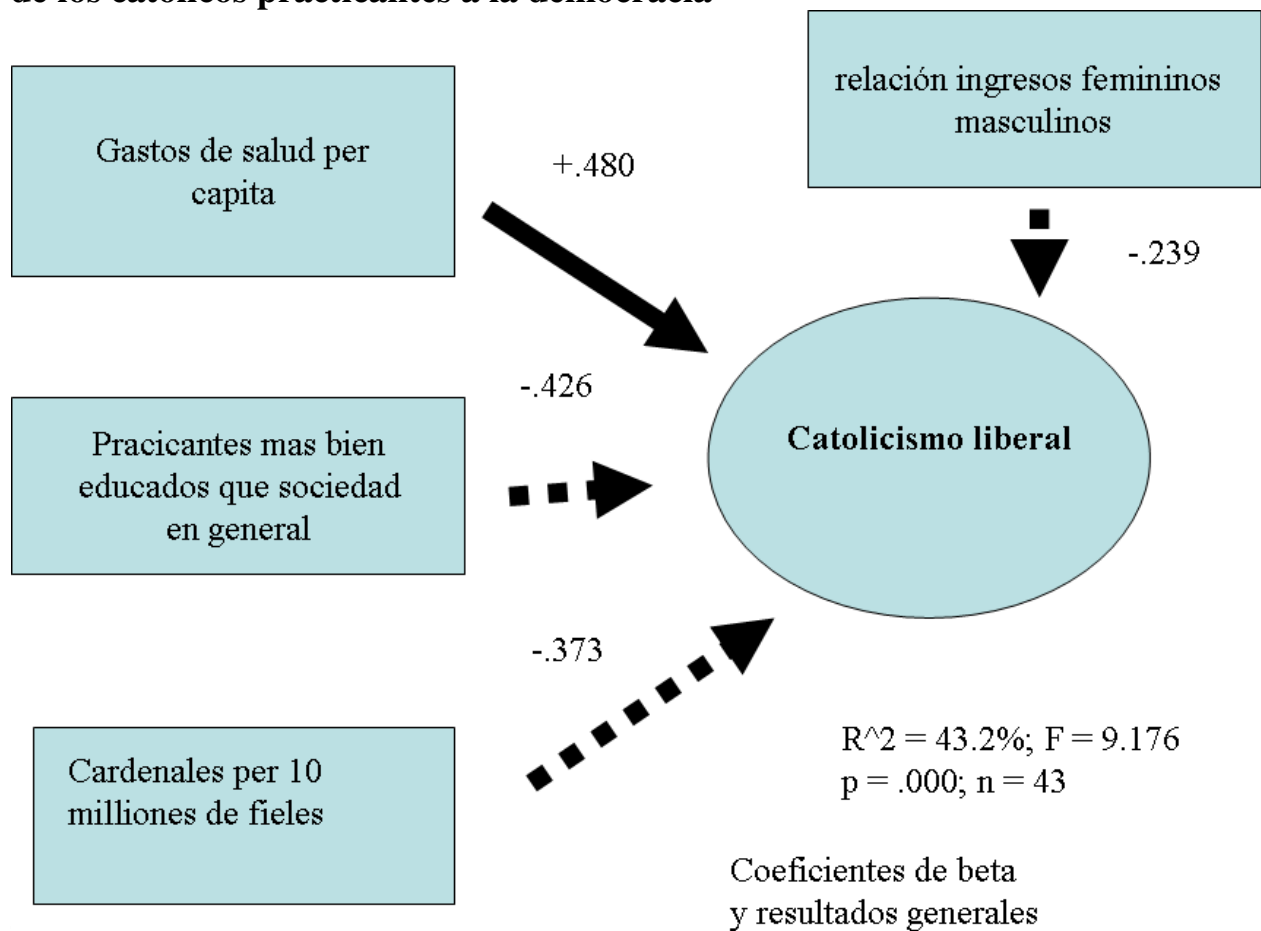 de los católicos practicantes a la democracia
relación ingresos femininos
masculinos
Gastos de salud per
capita
+.480
-.239
-.426
Catolicismo liberal
Pracicantes mas bien
educados que sociedad
en general
-.373
R^2 = 43.2%; F = 9.176
p = .000; n = 43
Cardenales per 10
milliones de fieles
Coeficientes de beta
y resultados generales